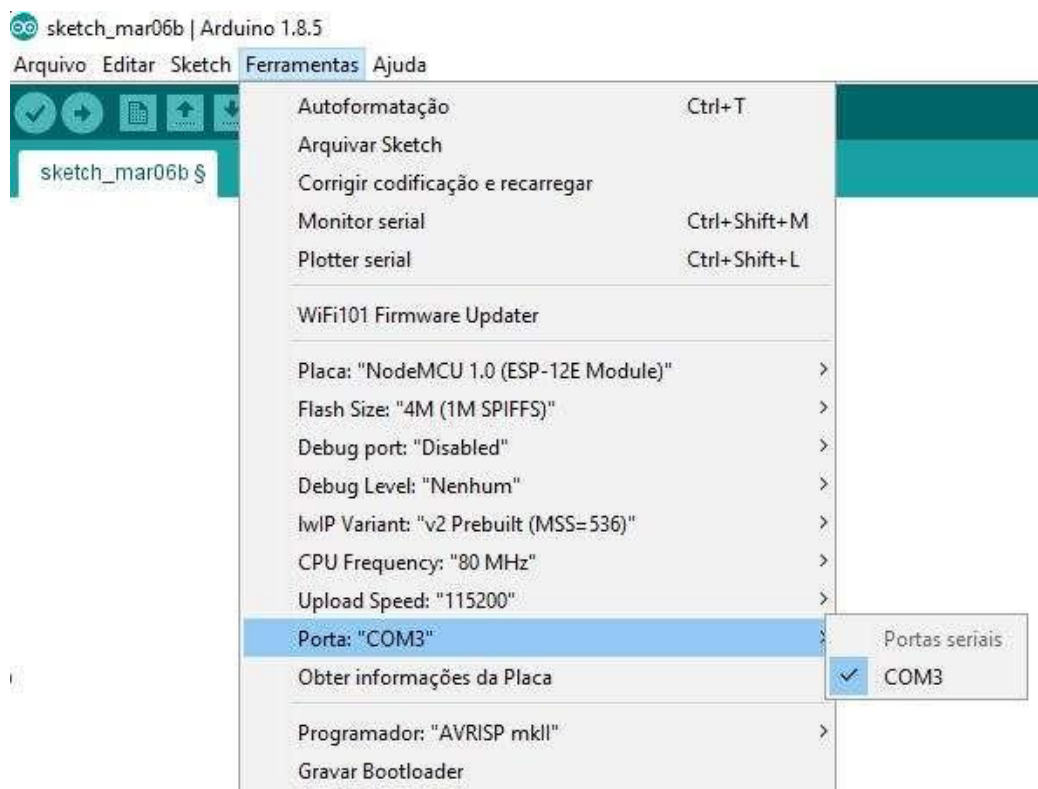 sketch_mar06b | Arduino 1.8.5
Arquivo Editar Sketch Ferramentas Ajuda
sketch_mar06b §
Autoformatação Ctrl+T
Arquivar Sketch
Corrigir codificação e recarregar
Monitor serial Ctrl+Shift+M
Plotter serial Ctrl+Shift+L
WiFi101 Firmware Updater
Placa: "NodeMCU 1.0 (ESP-12E Module)"
Flash Size: "4M (1M SPIFFS)"
Debug port: "Disabled"
Debug Level: "Nenhum"
lwIP Variant: "v2 Prebuilt (MSS=536)"
CPU Frequency: "80 MHz"
Upload Speed: "115200"
Porta: "COM3"
Portas seriais
COM3
Obter informações da Placa
Programador: "AVRISP mkII"
Gravar Bootloader